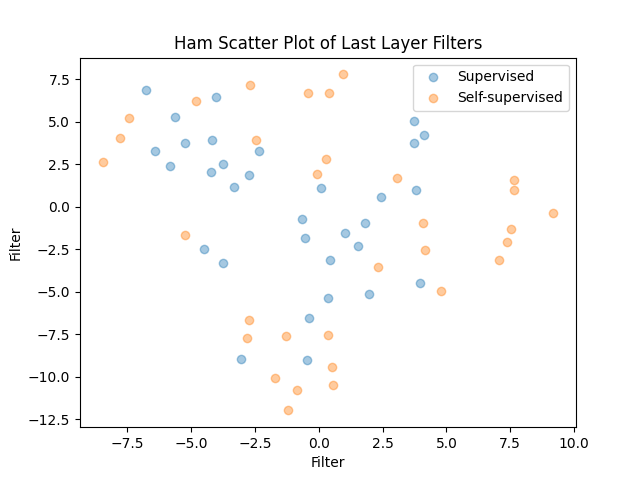 Ham Scatter Plot of Last Layer Filters
Supervised
Self-supervised
7.5
5.0
2.5
0.0
−2.5
−5.0
−7.5
−10.0
−12.5
Filter
−7.5 −5.0 −2.5 0.0 2.5 5.0 7.5 10.0
Filter